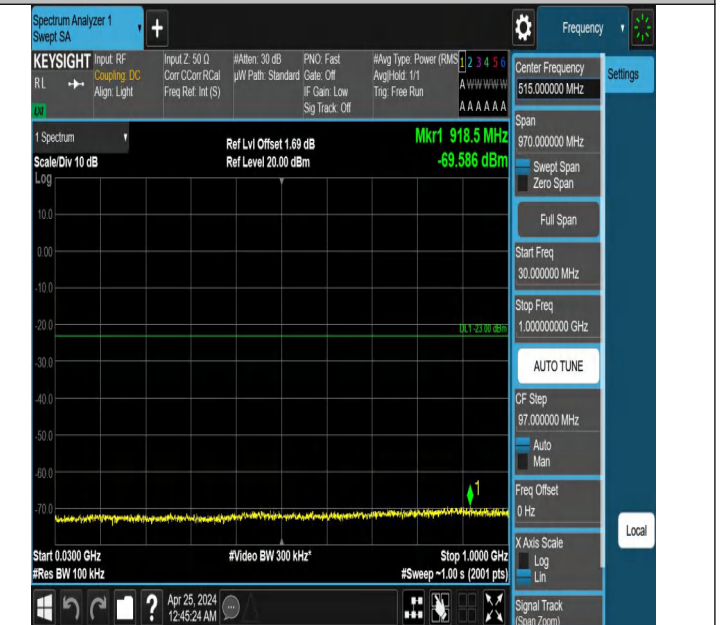 Spectrum Analyzer 1
Swept SA
Frequency
KEYSIGHT
RL
Input: RF
Coupling: DC
Align: Light
Input Z: 50 Ω
Corr CCorr RCal
Freq Ref: Int (S)
#Atten: 30 dB
µW Path: Standard
PNO: Fast
Gate: Off
IF Gain: Low
Sig Track: Off
#Avg Type: Power (RMS
Avg|Hold: 1/1
Trig: Free Run
1 2 3 4 5 6
A W W W W W
A A A A A A
Center Frequency
515.000000 MHz
Settings
Span
970.000000 MHz
Swept Span
Zero Span
Full Span
Start Freq
30.000000 MHz
Stop Freq
1.000000000 GHz
AUTO TUNE
CF Step
97.000000 MHz
Auto
Man
Freq Offset
0 Hz
X Axis Scale
Log
Lin
Signal Track
(Span Zoom)
Local
1 Spectrum
Scale/Div 10 dB
Log
Ref Lvl Offset 1.69 dB
Ref Level 20.00 dBm
Mkr1 918.5 MHz
-69.586 dBm
10.0
0.00
-10.0
-20.0
DL1 -23.00 dBm
-30.0
-40.0
-50.0
-60.0
-70.0
1
Start 0.0300 GHz
#Res BW 100 kHz
#Video BW 300 kHz*
Stop 1.0000 GHz
#Sweep ~1.00 s (2001 pts)
?
Apr 25, 2024
12:45:24 AM